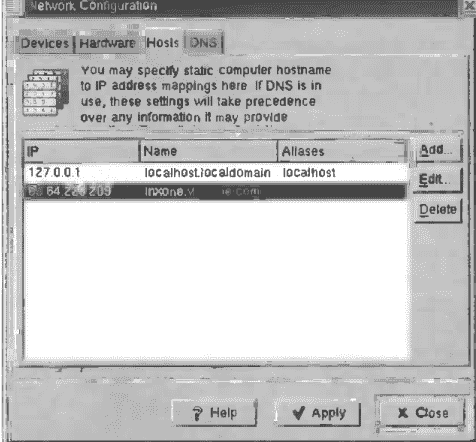 Network Configuration
Devices Hardware Hosts DNS
You may specify static computer hostname
to IP address mappings here. If DNS is in
use, these settings will take precedence
over any information it may provide
IP Name Aliases
Add...
127.0.0.1 localhost.localdomain localhost
Edit...
64 209
Delete
Help Apply Close